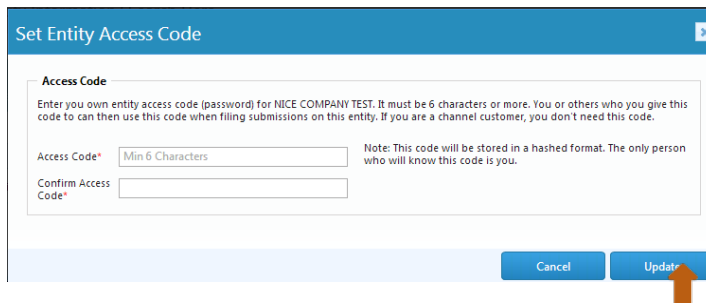 Set Entity Access Code
Access Code
Enter you own entity access code (password) for NICE COMPANY TEST. It must be 6 characters or more. You or others who you give this
code to can then use this code when filing submissions on this entity. If you are a channel customer, you don't need this code.
Access Code* Min 6 Characters
Note: This code will be stored in a hashed format. The only person
who will know this code is you.
Confirm Access
Code*
Cancel Update